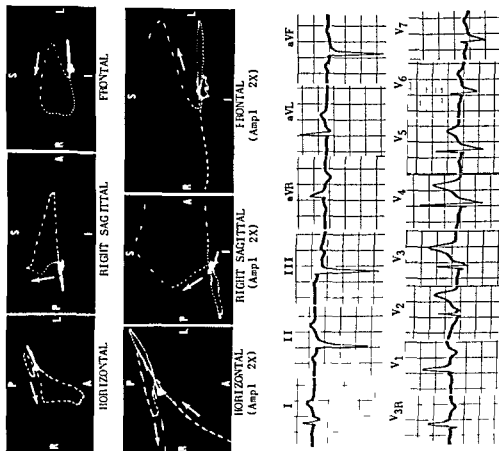 P S S
R L P A R L
A I I
HORIZONTAL RIGHT SAGITTAL FRONTAL
P S S
R L P A R L
A I I
HORIZONTAL RIGHT SAGITTAL FRONTAL
(Ampl 2X) (Ampl 2X) (Ampl 2X)
I II III aVR aVL aVF
V3R V1 V2 V3 V4 V5 V6 V7